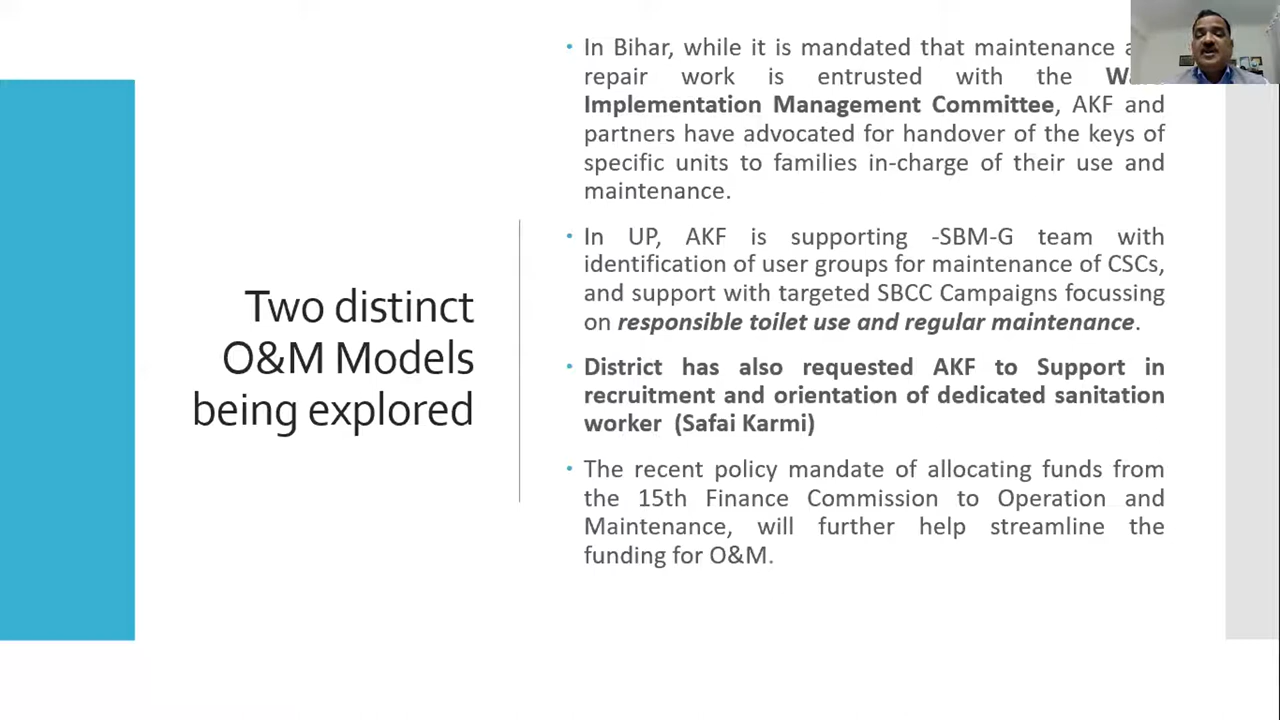 Two distinct
O&M Models
being explored
• In Bihar, while it is mandated that maintenance
repair work is entrusted with the
Implementation Management Committee, AKF and
partners have advocated for handover of the keys of
specific units to families in-charge of their use and
maintenance.
• In UP, AKF is supporting -SBM-G team with
identification of user groups for maintenance of CSCs,
and support with targeted SBCC Campaigns focussing
on responsible toilet use and regular maintenance.
• District has also requested AKF to Support in
recruitment and orientation of dedicated sanitation
worker (Safai Karmi)
• The recent policy mandate of allocating funds from
the 15th Finance Commission to Operation and
Maintenance, will further help streamline the
funding for O&M.